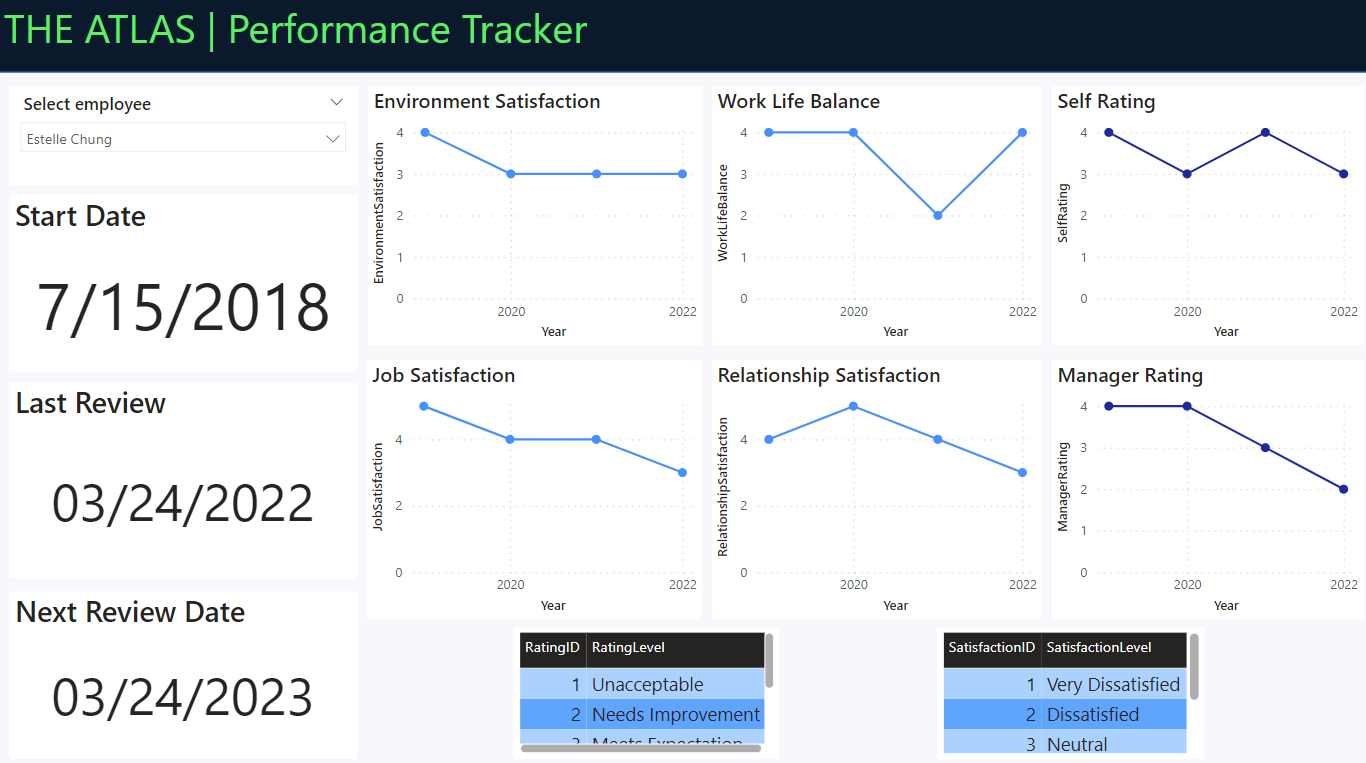 THE ATLAS | Performance Tracker
Select employee
Estelle Chung
Start Date
7/15/2018
Last Review
03/24/2022
Next Review Date
03/24/2023
Environment Satisfaction
EnvironmentSatisfaction
4
3
2
1
0
2020
2022
Year
Work Life Balance
WorkLifeBalance
4
3
2
1
0
2020
2022
Year
Self Rating
SelfRating
4
3
2
1
0
2020
2022
Year
Job Satisfaction
JobSatisfaction
4
2
0
2020
2022
Year
Relationship Satisfaction
RelationshipSatisfaction
4
2
0
2020
2022
Year
Manager Rating
ManagerRating
4
3
2
1
0
2020
2022
Year
RatingID RatingLevel
1 Unacceptable
2 Needs Improvement
3 Meets Expectation
SatisfactionID SatisfactionLevel
1 Very Dissatisfied
2 Dissatisfied
3 Neutral